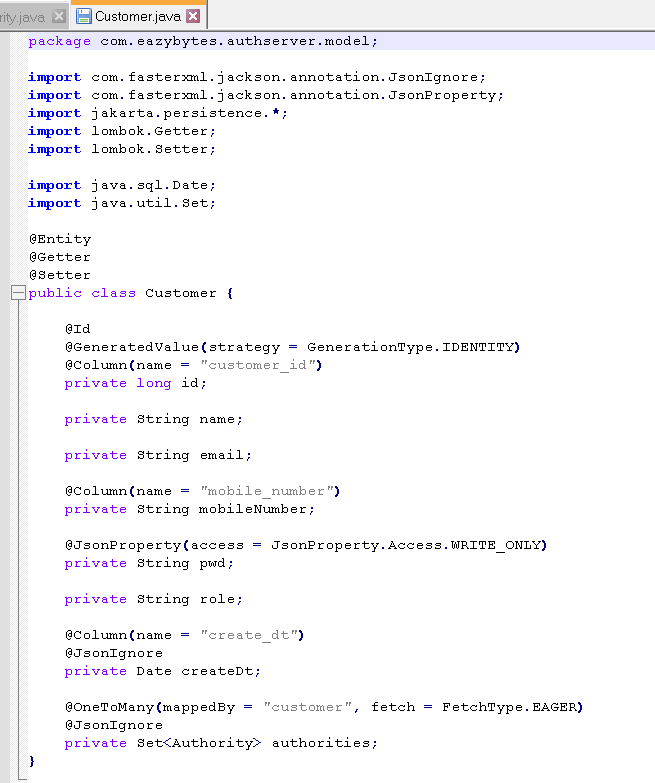 rity.java
Customer.java
package com.eazybytes.authserver.model;
import com.fasterxml.jackson.annotation.JsonIgnore;
import com.fasterxml.jackson.annotation.JsonProperty;
import jakarta.persistence.*;
import lombok.Getter;
import lombok.Setter;
import java.sql.Date;
import java.util.Set;
@Entity
@Getter
@Setter
public class Customer {
@Id
@GeneratedValue(strategy = GenerationType.IDENTITY)
@Column(name = "customer_id")
private long id;
private String name;
private String email;
@Column(name = "mobile_number")
private String mobileNumber;
@JsonProperty(access = JsonProperty.Access.WRITE_ONLY)
private String pwd;
private String role;
@Column(name = "create_dt")
@JsonIgnore
private Date createDt;
@OneToMany(mappedBy = "customer", fetch = FetchType.EAGER)
@JsonIgnore
private Set<Authority> authorities;
}